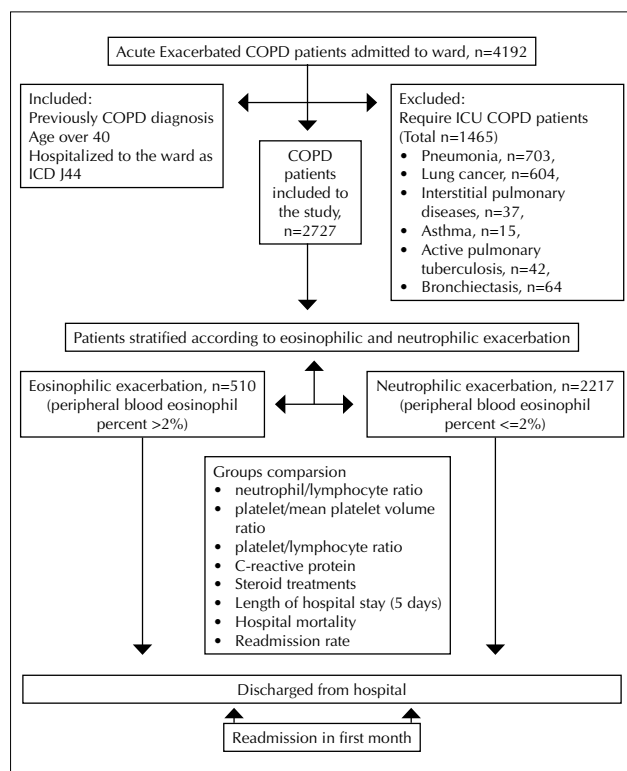 Acute Exacerbated COPD patients admitted to ward, n=4192
Included:
Previously COPD diagnosis
Age over 40
Hospitalized to the ward as
ICD J44
COPD
patients
included to
the study,
n=2727
Excluded:
Require ICU COPD patients
(Total n=1465)
• Pneumonia, n=703,
• Lung cancer, n=604,
• Interstitial pulmonary
diseases, n=37,
• Asthma, n=15,
• Active pulmonary
tuberculosis, n=42,
• Bronchiectasis, n=64
Patients stratified according to eosinophilic and neutrophilic exacerbation
Eosinophilic exacerbation, n=510
(peripheral blood eosinophil
percent >2%)
Neutrophilic exacerbation, n=2217
(peripheral blood eosinophil
percent <=2%)
Groups comparsion
• neutrophil/lymphocyte ratio
• platelet/mean platelet volume
ratio
• platelet/lymphocyte ratio
• C-reactive protein
• Steroid treatments
• Length of hospital stay (5 days)
• Hospital mortality
• Readmission rate
Discharged from hospital
Readmission in first month